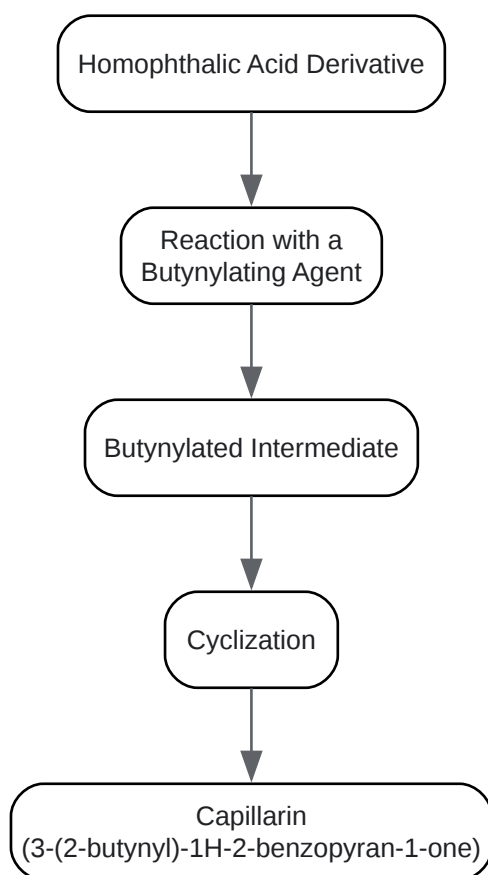 Homophthalic Acid Derivative
Reaction with a
Butynylating Agent
Butynylated Intermediate
Cyclization
Capillarin
(3-(2-butynyl)-1H-2-benzopyran-1-one)